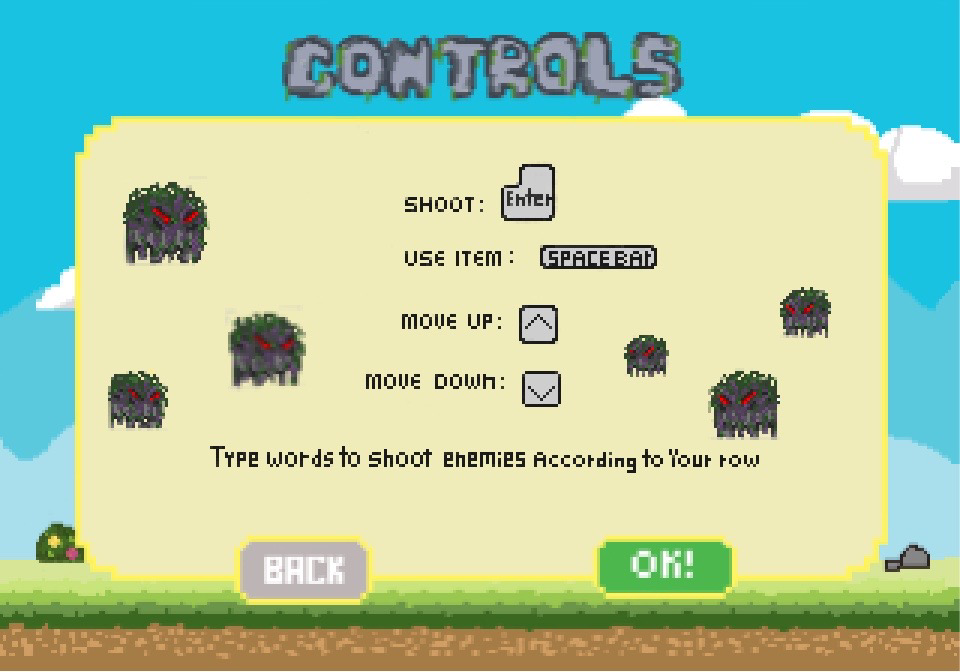 CONTROLS
SHOOT: Enter
USE ITEM: SPACE BAR
MOVE UP:
MOVE DOWN:
Type words to shoot enemies According to Your row
BACK
OK!